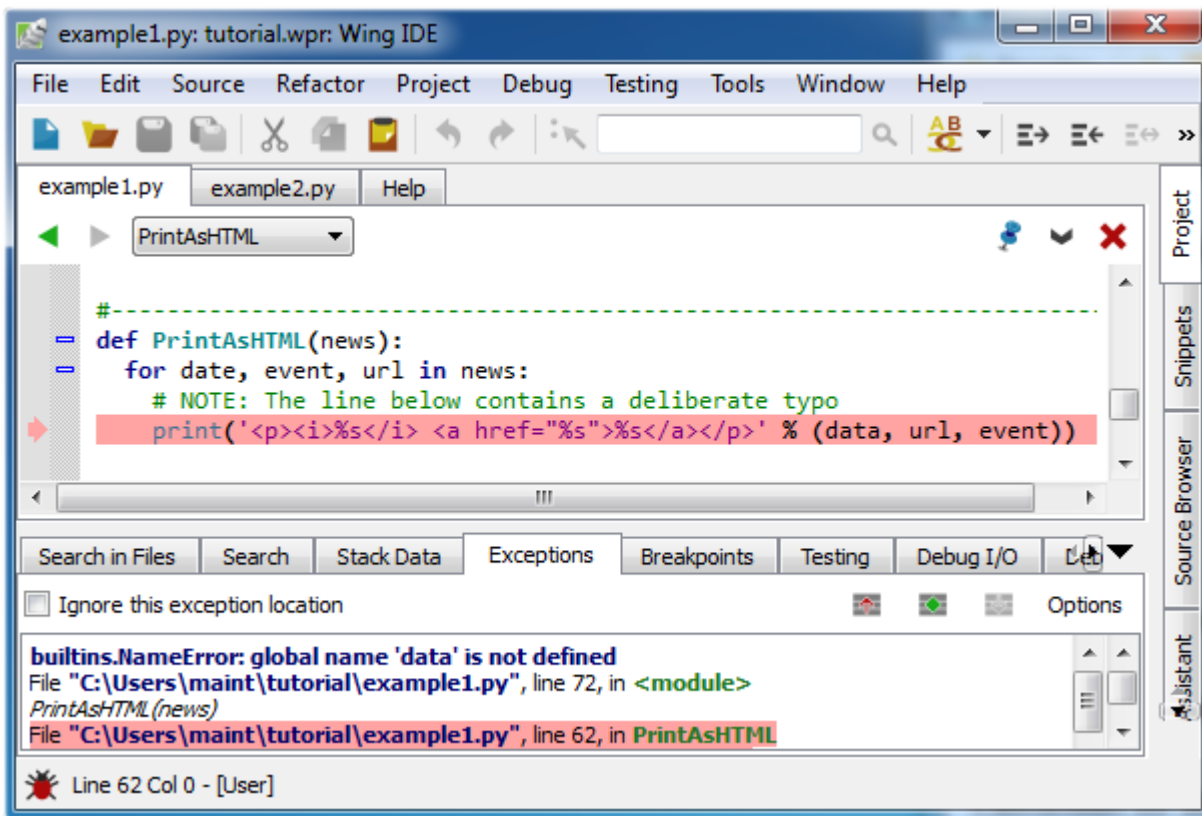 example1.py: tutorial.wpr: Wing IDE
File Edit Source Refactor Project Debug Testing Tools Window Help
example1.py example2.py Help
PrintAsHTML
#-----------------------------------------------------------------------
def PrintAsHTML(news):
for date, event, url in news:
# NOTE: The line below contains a deliberate typo
print('<p><i>%s</i> <a href="%s">%s</a></p>' % (data, url, event))
Search in Files Search Stack Data Exceptions Breakpoints Testing Debug I/O
Ignore this exception location Options
builtins.NameError: global name 'data' is not defined
File "C:\Users\maint\tutorial\example1.py", line 72, in <module>
PrintAsHTML(news)
File "C:\Users\maint\tutorial\example1.py", line 62, in PrintAsHTML
Line 62 Col 0 - [User]
Project
Snippets
Source Browser
Assistant